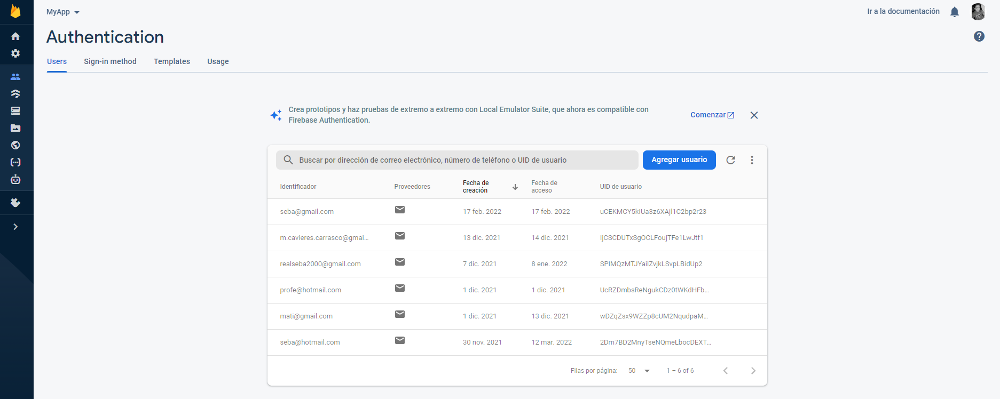 MyApp
Ir a la documentación
Authentication
Users Sign-in method Templates Usage
Crea prototipos y haz pruebas de extremo a extremo con Local Emulator Suite, que ahora es compatible con
Firebase Authentication.
Comenzar
Buscar por dirección de correo electrónico, número de teléfono o UID de usuario
Agregar usuario
Identificador Proveedores Fecha de creación Fecha de acceso UID de usuario
seba@gmail.com 17 feb. 2022 17 feb. 2022 uCEKMCY5kIUa3z6XAjl1C2bp2r23
m.cavieres.carrasco@gmai... 13 dic. 2021 14 dic. 2021 IjCSCDUTxSgOCLFoujTFe1LwJtf1
realseba2000@gmail.com 7 dic. 2021 8 ene. 2022 SPIMQzMTJYailZvjkLSvpLBidUp2
profe@hotmail.com 1 dic. 2021 1 dic. 2021 UcRZDmbsReNgukCDz0tWKdHFb...
mati@gmail.com 1 dic. 2021 13 dic. 2021 wDZqZsx9WZZp8cUM2NqudpaM...
seba@hotmail.com 30 nov. 2021 12 mar. 2022 2Dm7BD2MnyTseNQmeLbocDEXT...
Filas por página: 50 1 – 6 of 6